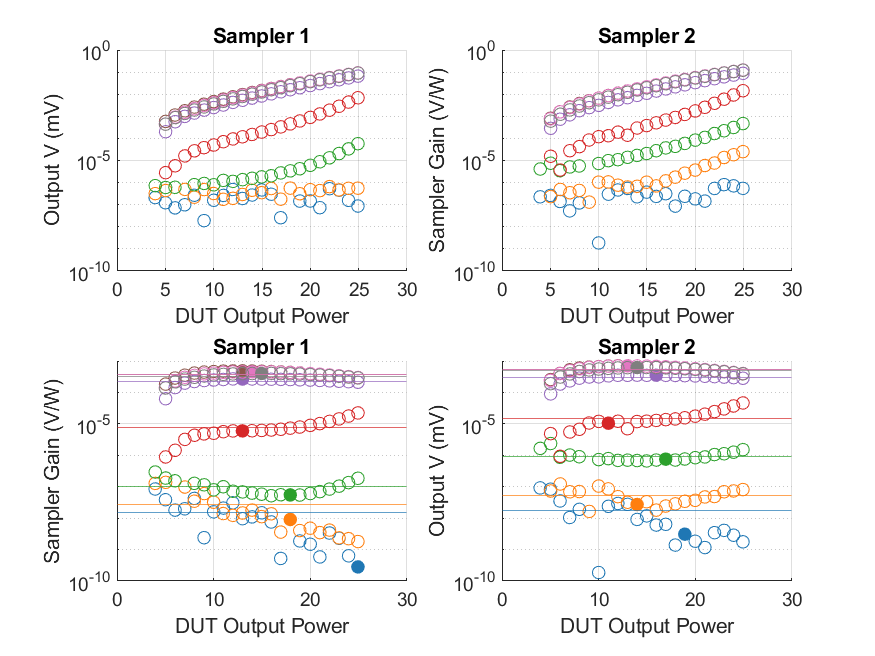 Sampler 1
10^0
10^-5
10^-10
Output V (mV)
0 5 10 15 20 25 30
DUT Output Power
Sampler 2
10^0
10^-5
10^-10
Sampler Gain (V/W)
0 5 10 15 20 25 30
DUT Output Power
Sampler 1
10^-5
10^-10
Sampler Gain (V/W)
0 10 20 30
DUT Output Power
Sampler 2
10^-5
10^-10
Output V (mV)
0 10 20 30
DUT Output Power